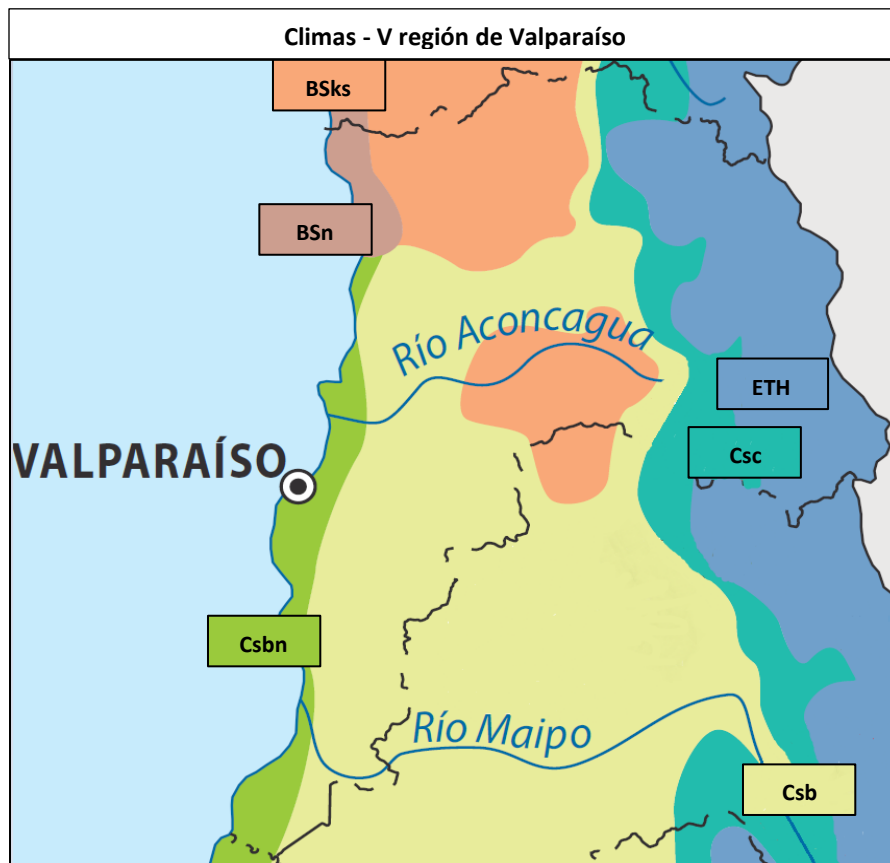 Climas - V región de Valparaíso
BSks
BSn
Río Aconcagua
ETH
Csc
VALPARAÍSO
Csbn
Río Maipo
Csb